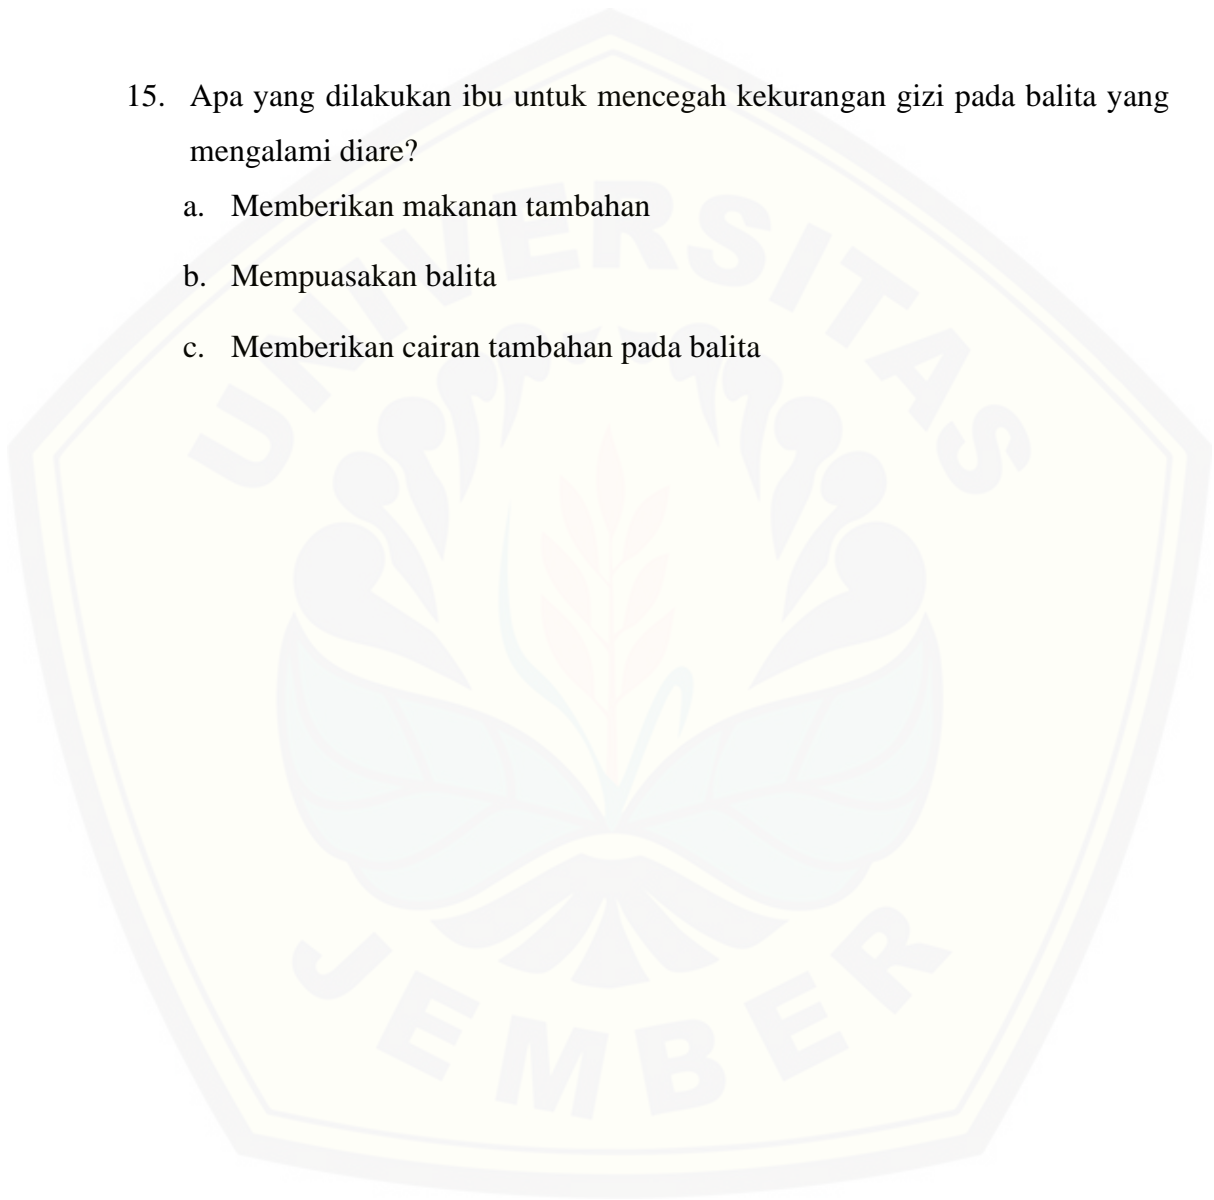 15. Apa yang dilakukan ibu untuk mencegah kekurangan gizi pada balita yang
mengalami diare?
a. Memberikan makanan tambahan
b. Mempuasakan balita
c. Memberikan cairan tambahan pada balita
UNIVERSITAS
JEMBER